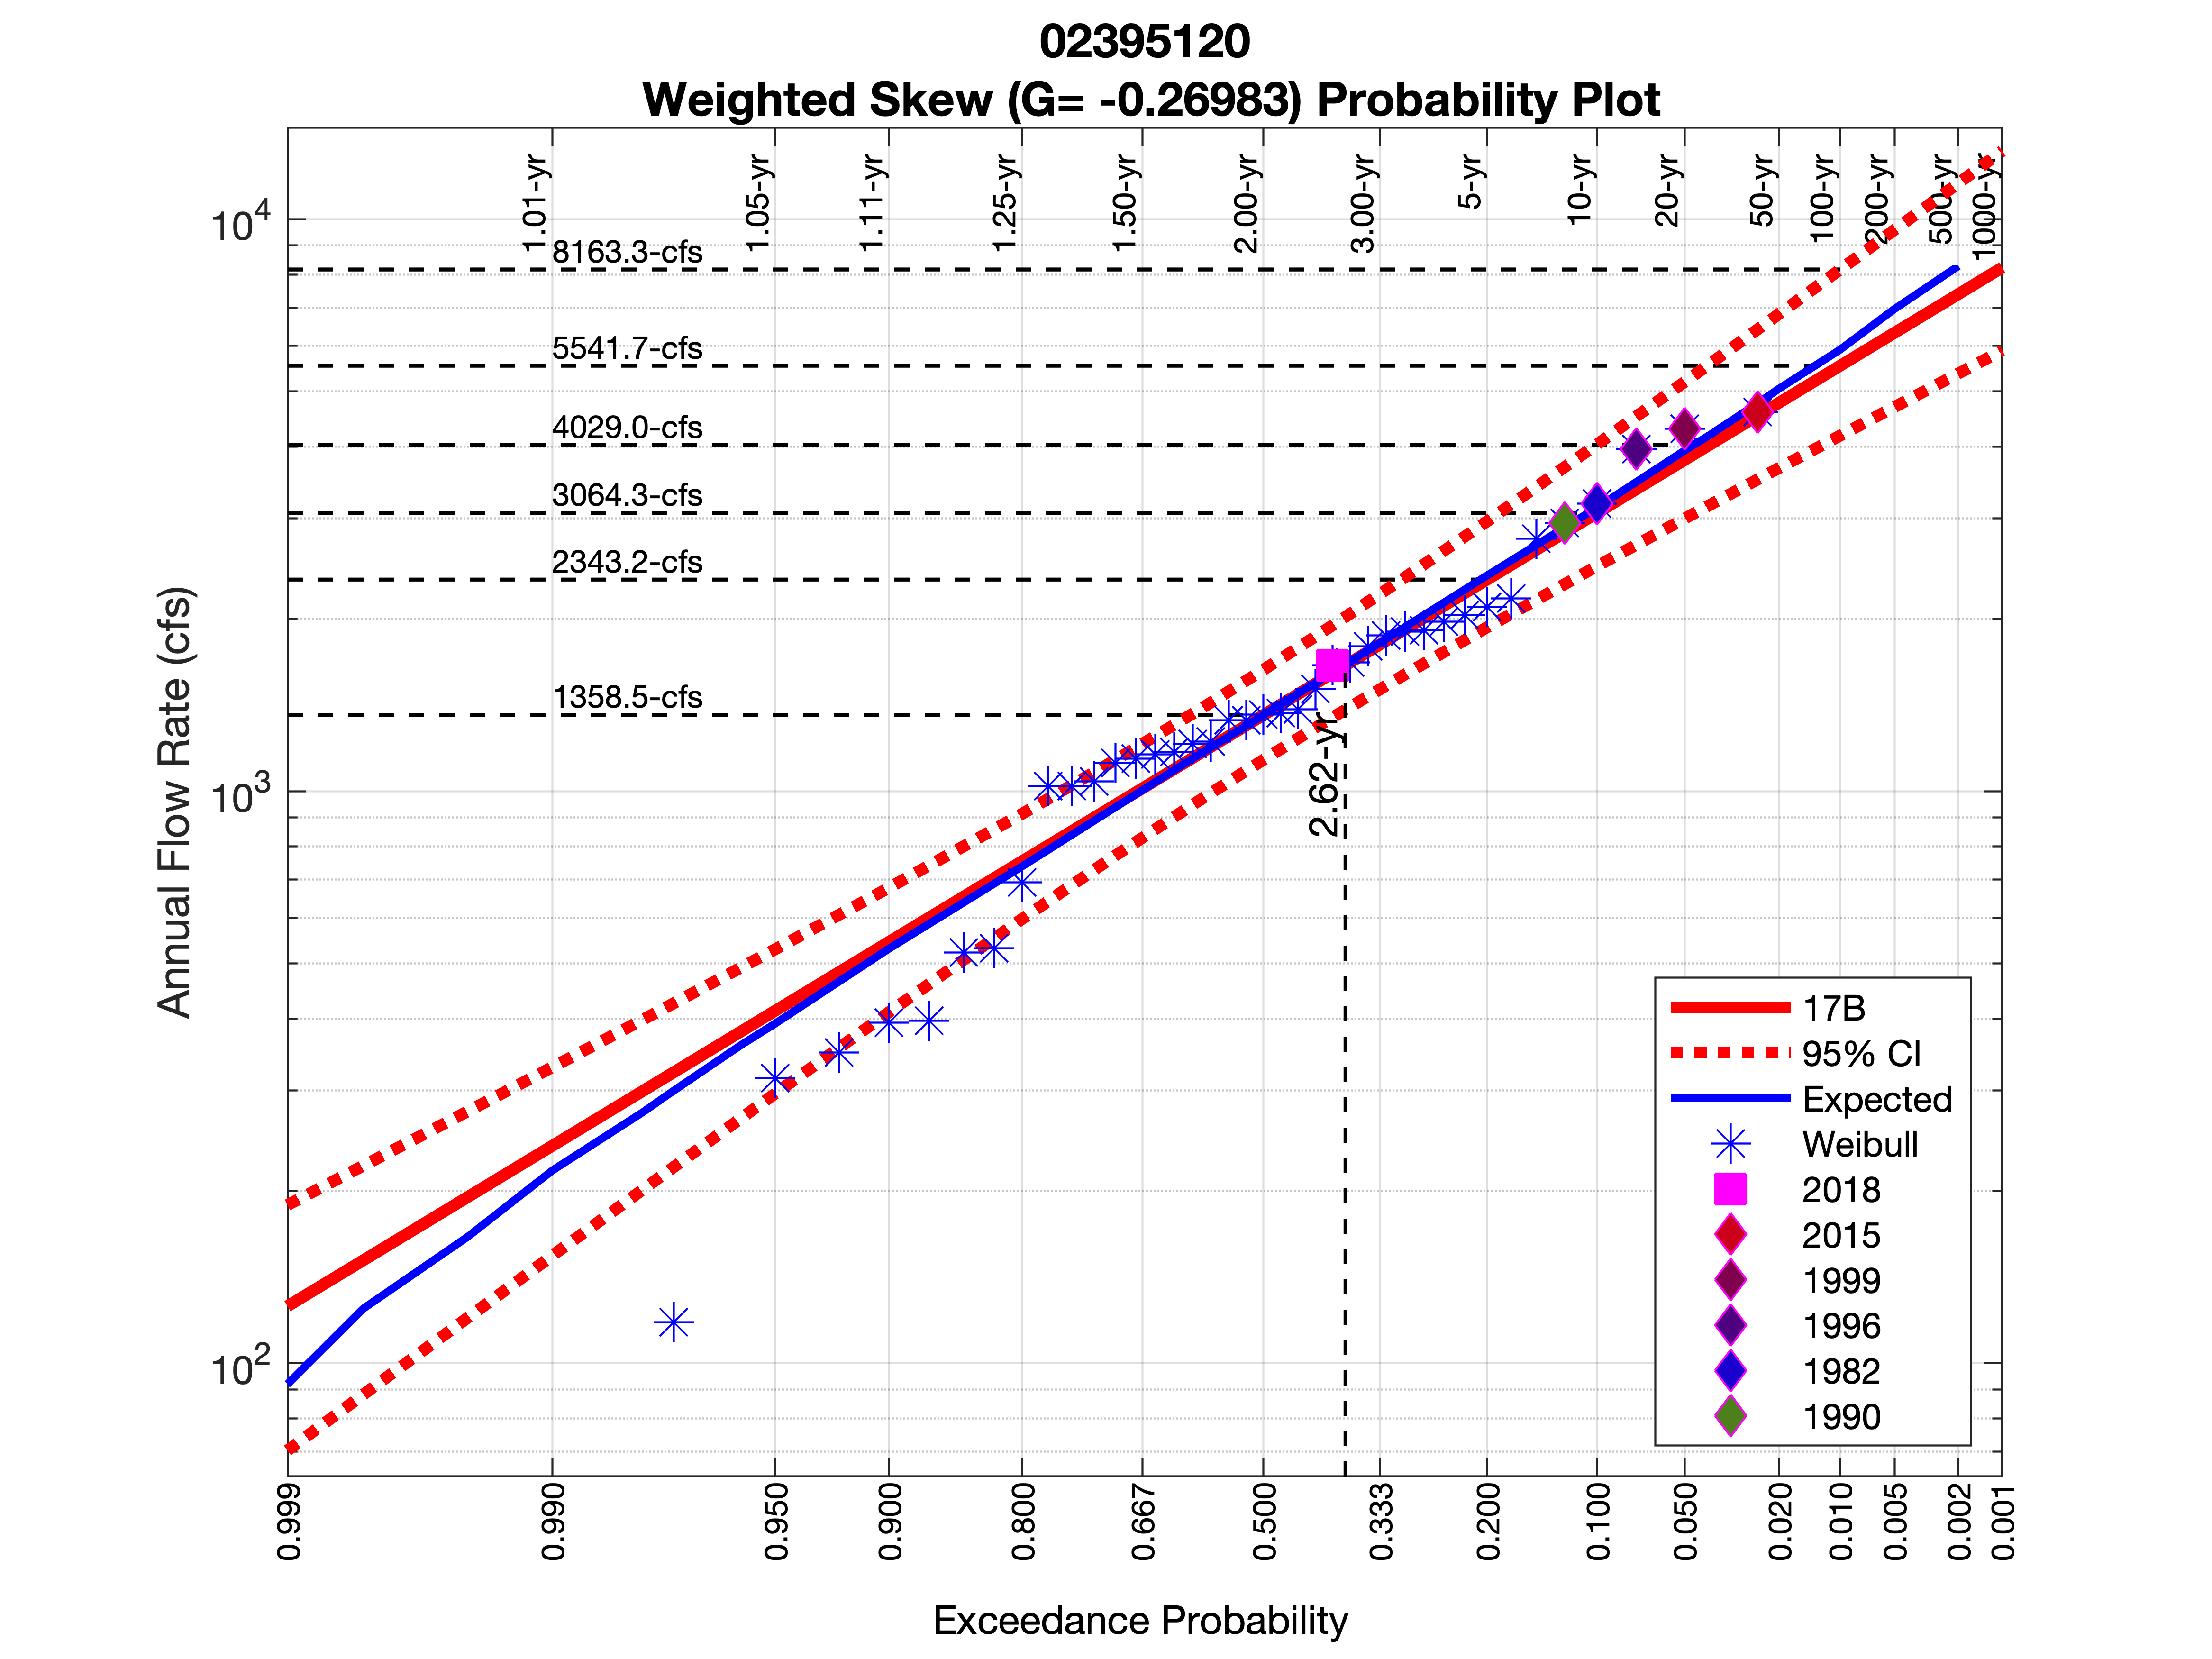 02395120
Weighted Skew (G= -0.26983) Probability Plot
1.01-yr
1.05-yr
1.11-yr
1.25-yr
1.50-yr
2.00-yr
3.00-yr
5-yr
10-yr
20-yr
50-yr
100-yr
200-yr
500-yr
1000-yr
10^4
10^3
10^2
8163.3-cfs
5541.7-cfs
4029.0-cfs
3064.3-cfs
2343.2-cfs
1358.5-cfs
2.62-yr
Annual Flow Rate (cfs)
17B
95% CI
Expected
Weibull
2018
2015
1999
1996
1982
1990
0.999
0.990
0.950
0.900
0.800
0.667
0.500
0.333
0.200
0.100
0.050
0.020
0.010
0.005
0.002
0.001
Exceedance Probability